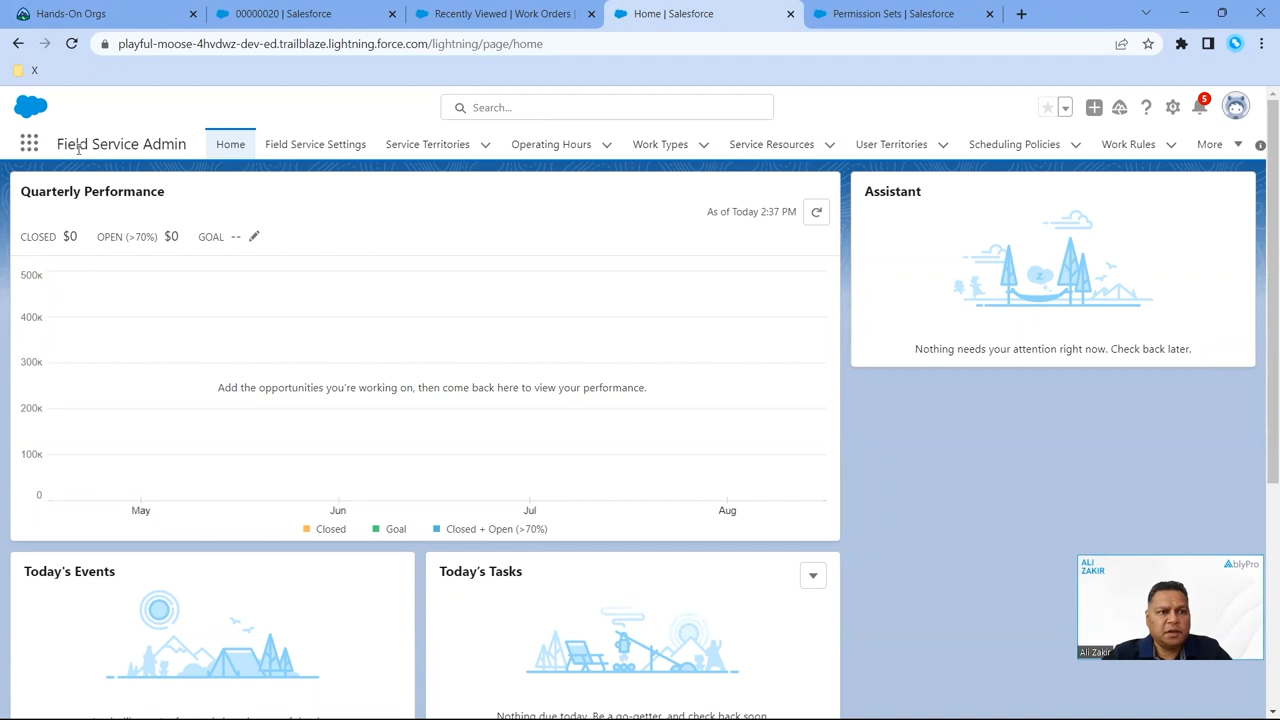 Hands-On Orgs
00000020 | Salesforce
Recently Viewed | Work Orders |
Home | Salesforce
Permission Sets | Salesforce
playful-moose-4hvdwz-dev-ed.trailblaze.lightning.force.com/lightning/page/home
X
Search...
5
Field Service Admin
Home
Field Service Settings
Service Territories
Operating Hours
Work Types
Service Resources
User Territories
Scheduling Policies
Work Rules
More
Quarterly Performance
As of Today 2:37 PM
CLOSED $0 OPEN (>70%) $0 GOAL --
500K
400K
300K
Add the opportunities you're working on, then come back here to view your performance.
200K
100K
0
May Jun Jul Aug
Closed Goal Closed + Open (>70%)
Assistant
z
Nothing needs your attention right now. Check back later.
Today's Events
Today's Tasks
Nothing due today. Be a go-getter, and check back soon.
ALI
ZAKIR
AblyPro
Ali Zakir